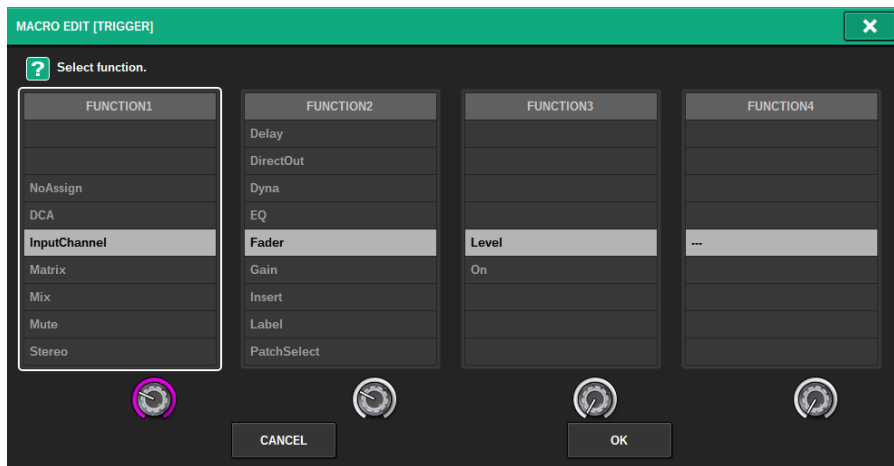 MACRO EDIT [TRIGGER]
? Select function.
FUNCTION1 FUNCTION2 FUNCTION3 FUNCTION4
Delay
DirectOut
NoAssign Dyna
DCA EQ
InputChannel Fader Level ---
Matrix Gain On
Mix Insert
Mute Label
Stereo PatchSelect
CANCEL OK